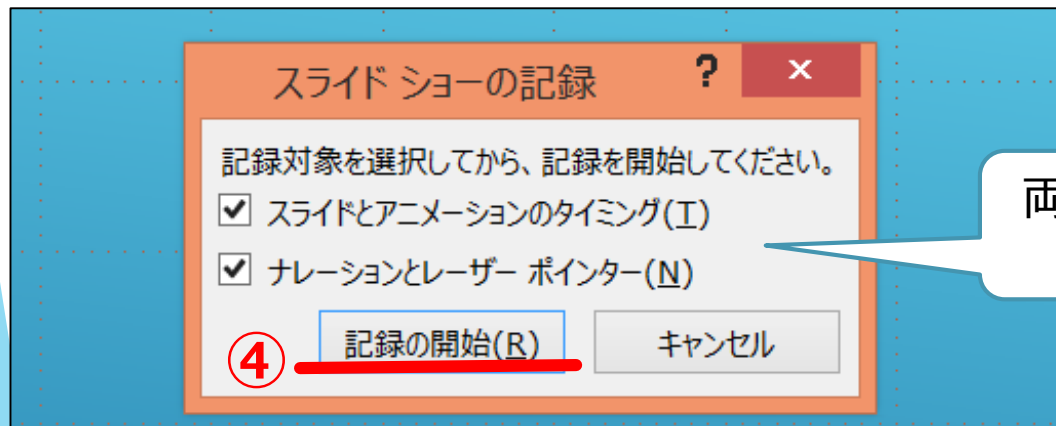 スライド ショーの記録 ? ×
記録対象を選択してから、記録を開始してください。
スライドとアニメーションのタイミング(T)
両
ナレーションとレーザー ポインター(N)
④ 記録の開始(R) キャンセル